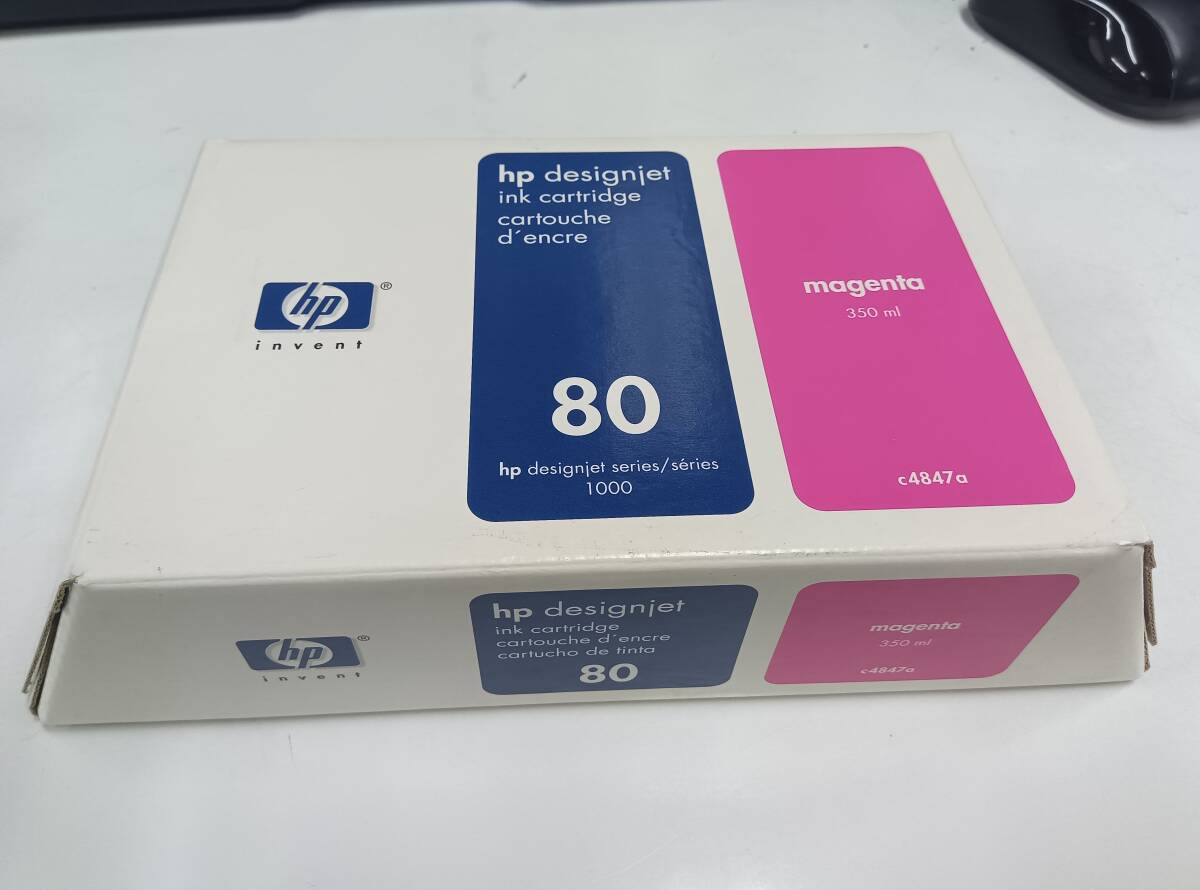 hp®
invent
hp designjet
ink cartridge
cartouche
d´encre
80
hp designjet series/séries
1000
magenta
350 ml
c4847a
hp®
invent
hp designjet
ink cartridge
cartouche d´encre
cartucho de tinta
80
magenta
350 ml
c4847a